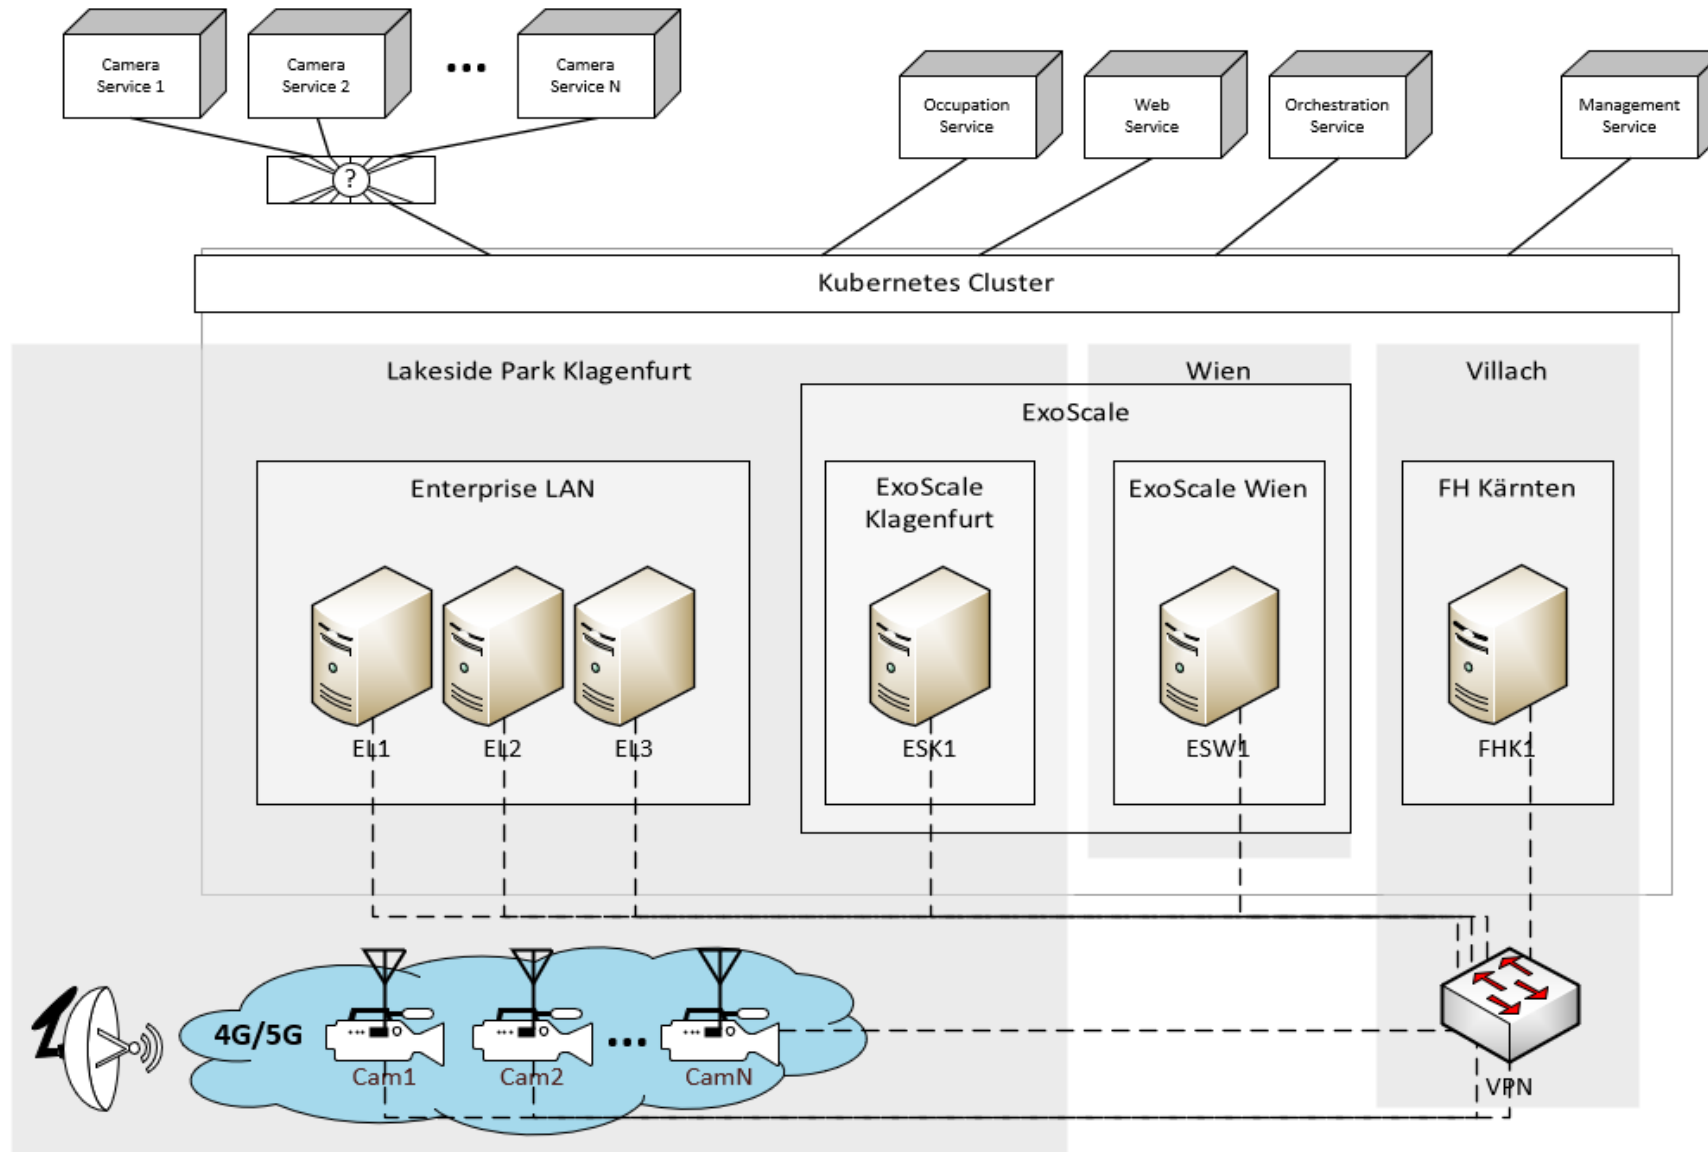 Camera
Service 1
Camera
Service 2
...
Camera
Service N
Occupation
Service
Web
Service
Orchestration
Service
Management
Service
?
Kubernetes Cluster
Lakeside Park Klagenfurt
Wien
Villach
ExoScale
Enterprise LAN
ExoScale
Klagenfurt
ExoScale Wien
FH Kärnten
EL1
EL2
EL3
ESK1
ESW1
FHK1
4G/5G
...
Cam1
Cam2
CamN
VPN